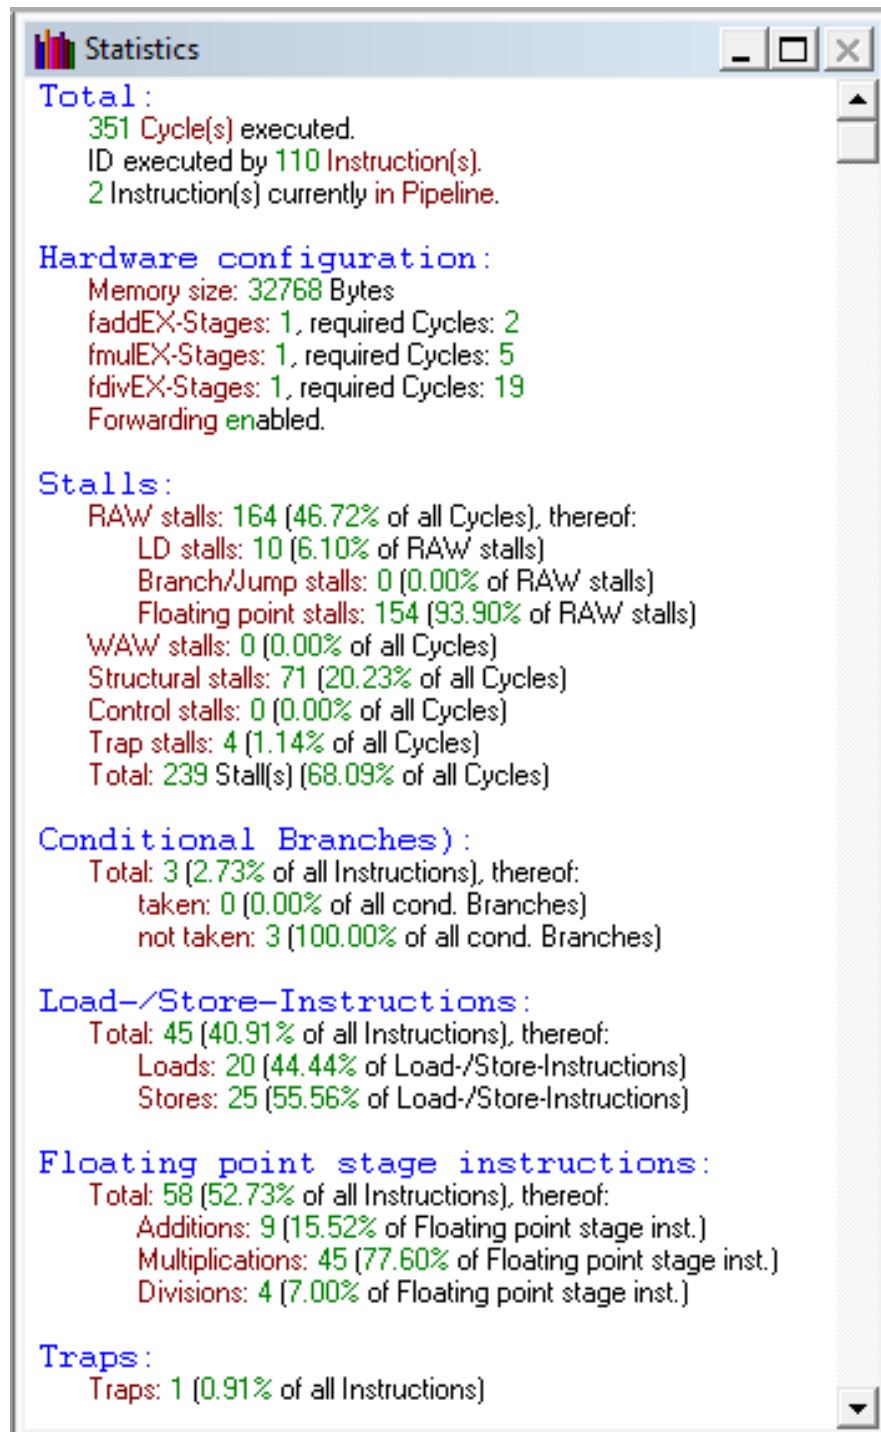 Statistics
Total:
351 Cycle(s) executed.
ID executed by 110 Instruction(s).
2 Instruction(s) currently in Pipeline.
Hardware configuration:
Memory size: 32768 Bytes
faddEX-Stages: 1, required Cycles: 2
fmulEX-Stages: 1, required Cycles: 5
fdivEX-Stages: 1, required Cycles: 19
Forwarding enabled.
Stalls:
RAW stalls: 164 (46.72% of all Cycles), thereof:
LD stalls: 10 (6.10% of RAW stalls)
Branch/Jump stalls: 0 (0.00% of RAW stalls)
Floating point stalls: 154 (93.90% of RAW stalls)
WAW stalls: 0 (0.00% of all Cycles)
Structural stalls: 71 (20.23% of all Cycles)
Control stalls: 0 (0.00% of all Cycles)
Trap stalls: 4 (1.14% of all Cycles)
Total: 239 Stall(s) (68.09% of all Cycles)
Conditional Branches):
Total: 3 (2.73% of all Instructions), thereof:
taken: 0 (0.00% of all cond. Branches)
not taken: 3 (100.00% of all cond. Branches)
Load-/Store-Instructions:
Total: 45 (40.91% of all Instructions), thereof:
Loads: 20 (44.44% of Load-/Store-Instructions)
Stores: 25 (55.56% of Load-/Store-Instructions)
Floating point stage instructions:
Total: 58 (52.73% of all Instructions), thereof:
Additions: 9 (15.52% of Floating point stage inst.)
Multiplications: 45 (77.60% of Floating point stage inst.)
Divisions: 4 (7.00% of Floating point stage inst.)
Traps:
Traps: 1 (0.91% of all Instructions)